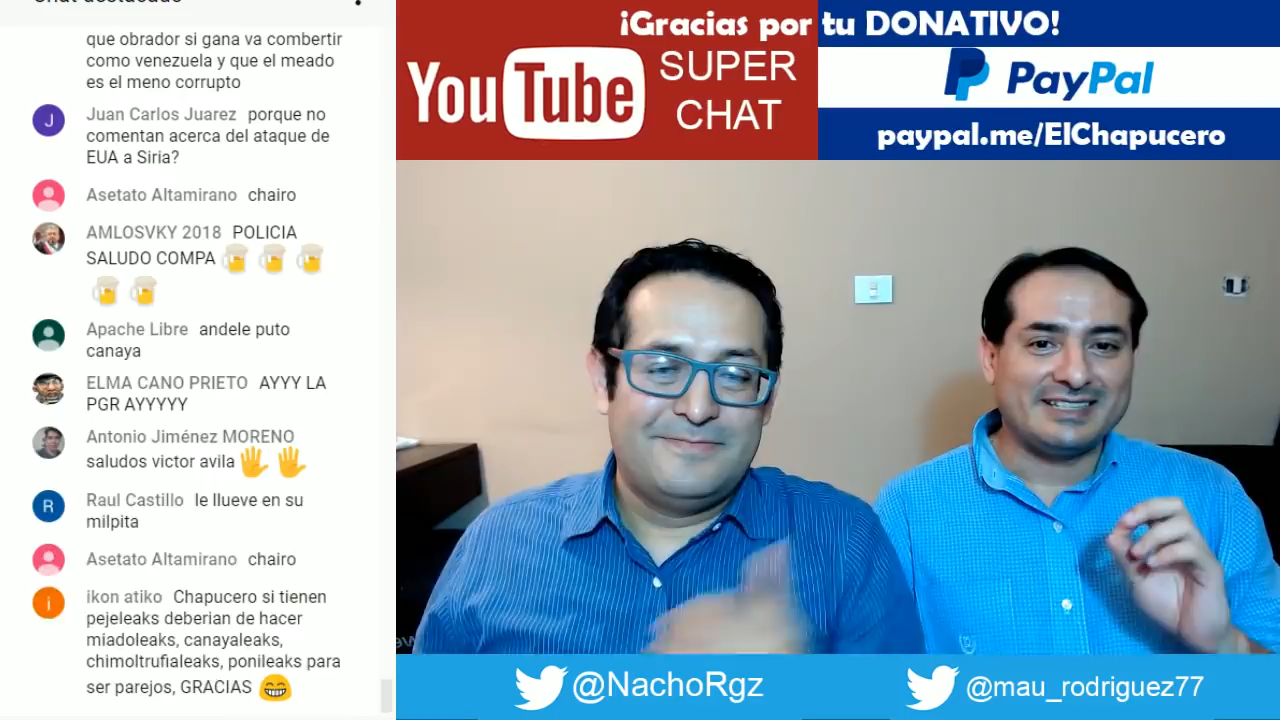 Chat destacado
que obrador si gana va combertir
como venezuela y que el meado
es el meno corrupto
J
Juan Carlos Juarez porque no
comentan acerca del ataque de
EUA a Siria?
Asetato Altamirano chairo
AMLOSVKY 2018 POLICIA
SALUDO COMPA
Apache Libre andele puto
canaya
ELMA CANO PRIETO AYYY LA
PGR AYYYYY
Antonio Jiménez MORENO
saludos victor avila
R
Raul Castillo le llueve en su
milpita
Asetato Altamirano chairo
i
ikon atiko Chapucero si tienen
pejeleaks deberian de hacer
miadoleaks, canayaleaks,
chimoltrufialeaks, ponileaks para
ser parejos, GRACIAS
¡Gracias por tu DONATIVO!
YouTube
SUPER
CHAT
PayPal
paypal.me/ElChapucero
@NachoRgz
@mau_rodriguez77